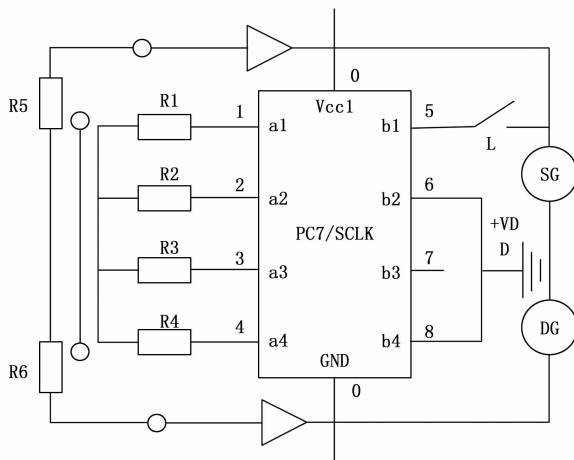 0
Vcc1
R5
R1
1
a1
b1
5
L
R2
2
a2
b2
6
SG
PC7/SCLK
+VD
D
R3
3
a3
b3
7
R4
4
a4
b4
8
DG
R6
GND
0